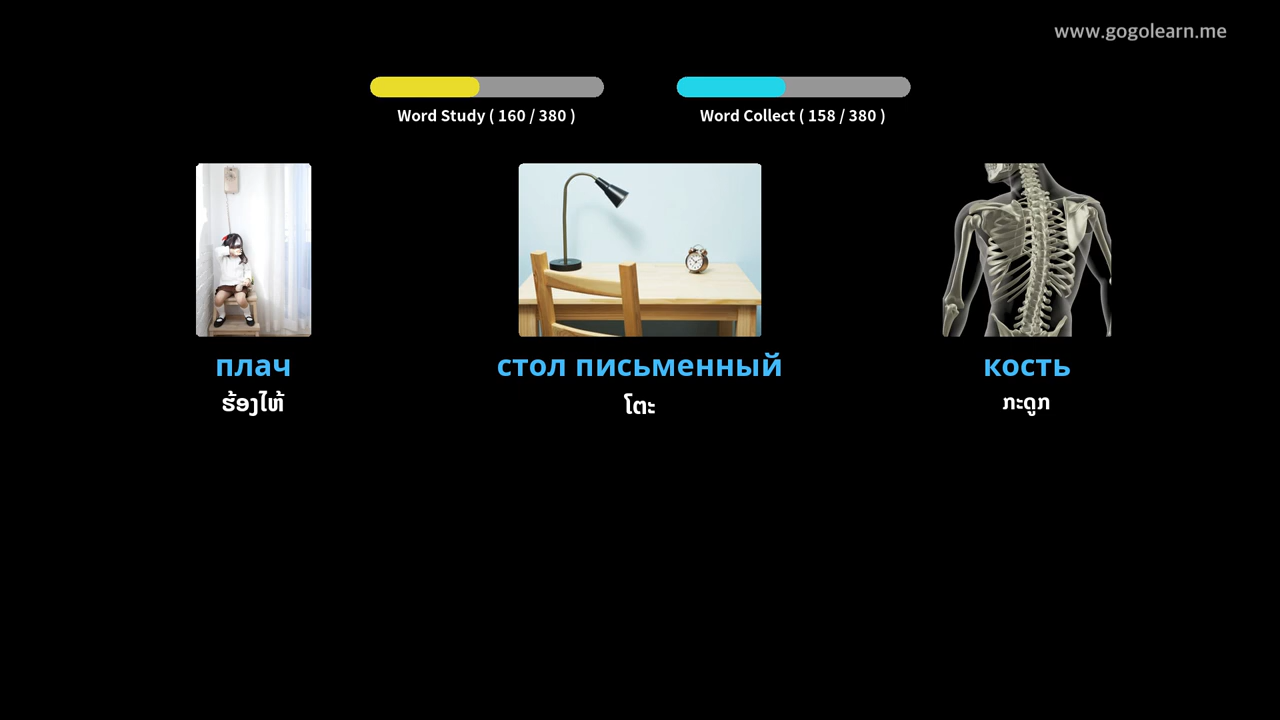 www.gogolearn.me
Word Study ( 160 / 380 )
Word Collect ( 158 / 380 )
плач
стол письменный
кость
ຮ້ອງໄຫ້
ໂຕະ
ກະດູກ